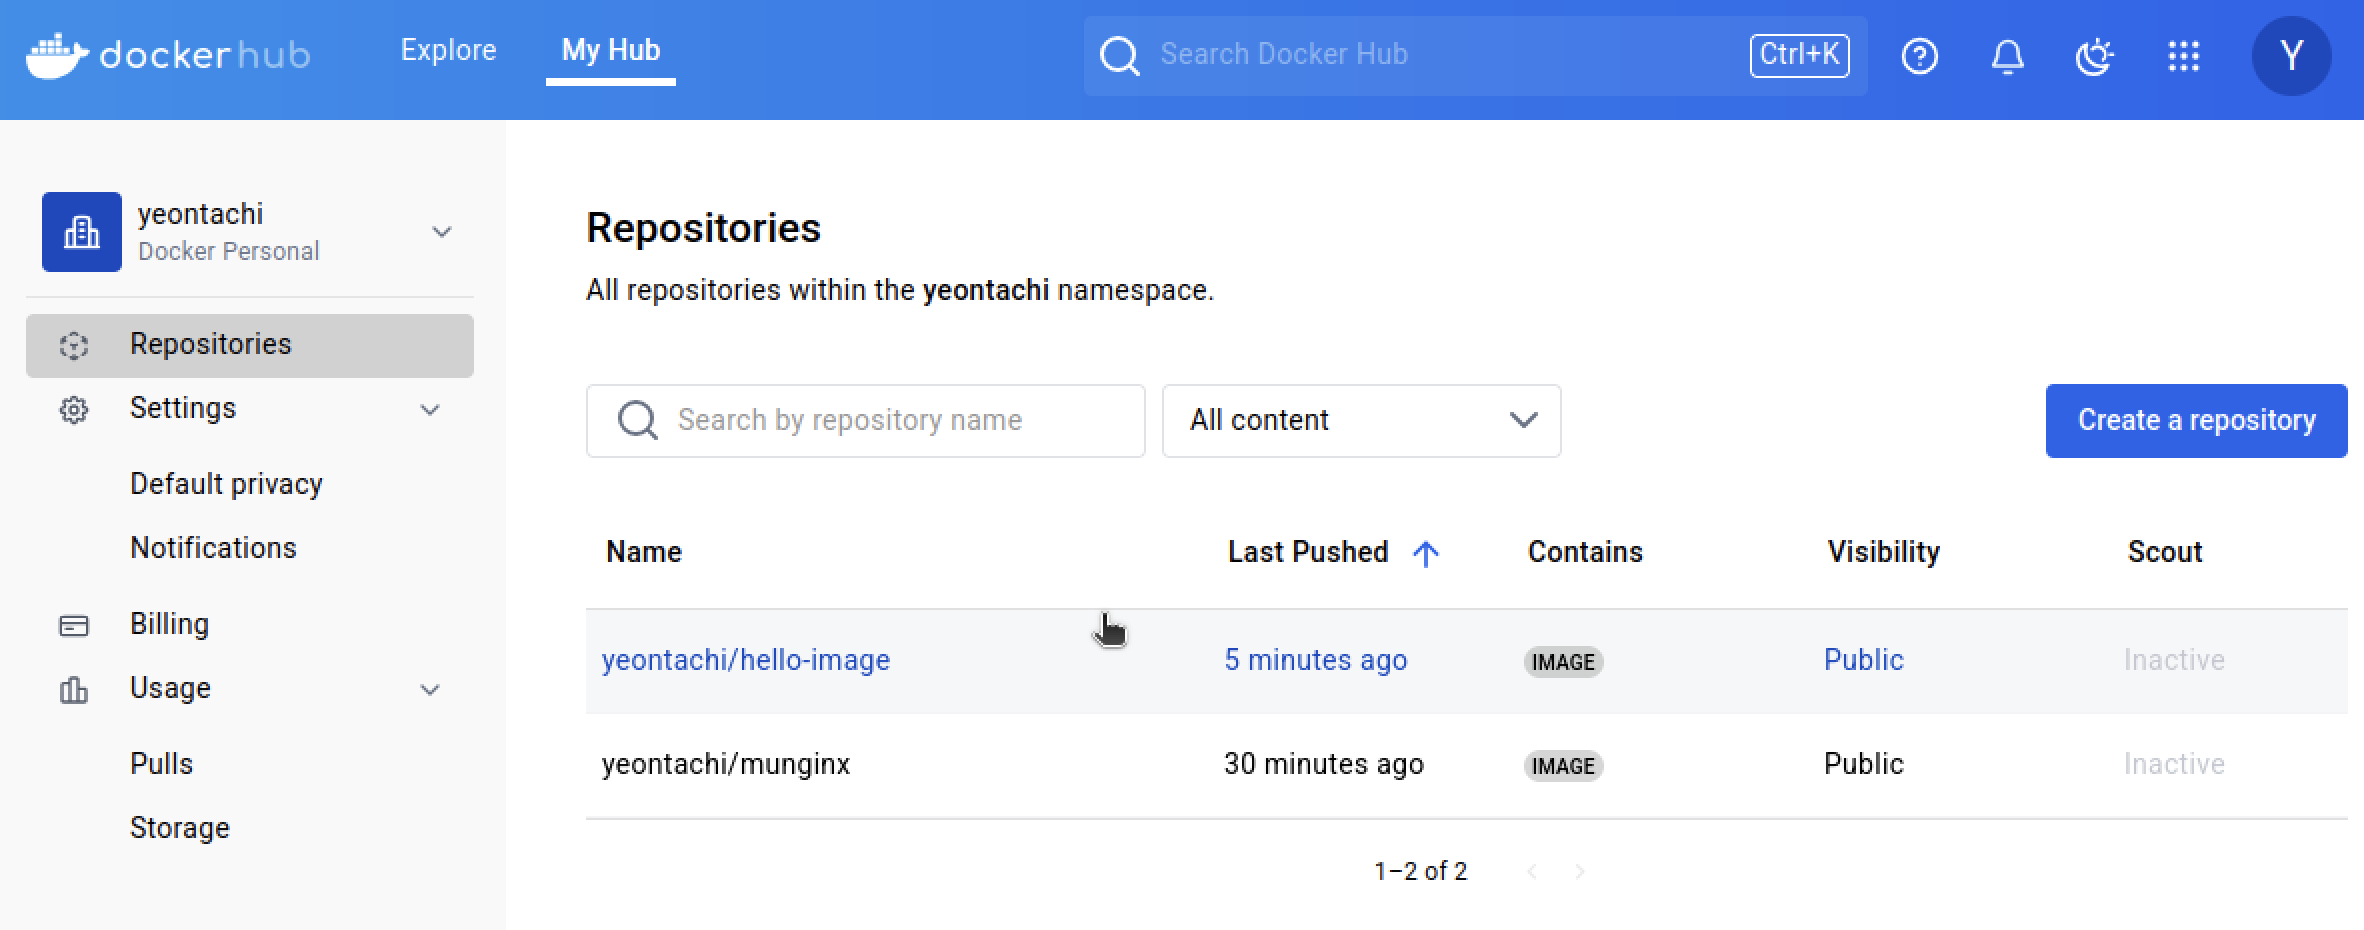 dockerhub Explore My Hub Search Docker Hub Ctrl+K Y
yeontachi
Docker Personal
Repositories
Settings
Default privacy
Notifications
Billing
Usage
Pulls
Storage
Repositories
All repositories within the yeontachi namespace.
Search by repository name All content Create a repository
Name Last Pushed Contains Visibility Scout
yeontachi/hello-image 5 minutes ago IMAGE Public Inactive
yeontachi/munginx 30 minutes ago IMAGE Public Inactive
1–2 of 2